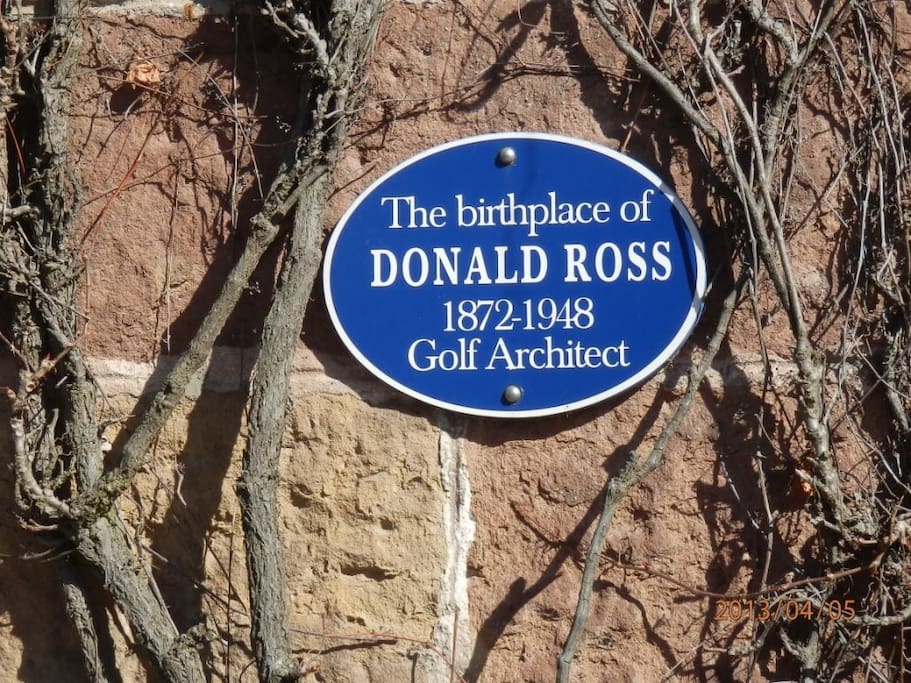 The birthplace of
DONALD ROSS
1872-1948
Golf Architect
2013/04/05